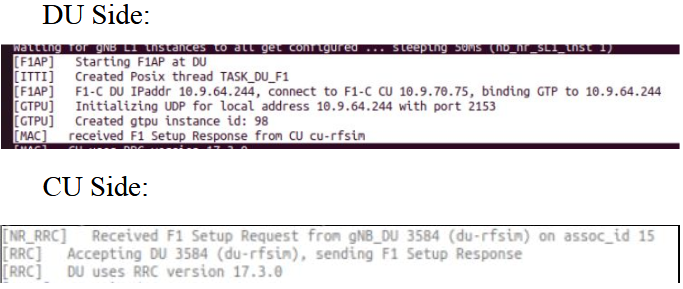 DU Side:
Waiting for gNB L1 instances to all get configured ... sleeping 50ms (nb_nr_sL1_inst 1)
[F1AP] Starting F1AP at DU
[ITTI] Created Posix thread TASK_DU_F1
[F1AP] F1-C DU IPaddr 10.9.64.244, connect to F1-C CU 10.9.70.75, binding GTP to 10.9.64.244
[GTPU] Initializing UDP for local address 10.9.64.244 with port 2153
[GTPU] Created gtpu instance id: 98
[MAC] received F1 Setup Response from CU cu-rfsim
[MAC] CU uses RRC version 17.3.0
CU Side:
[NR_RRC] Received F1 Setup Request from gNB_DU 3584 (du-rfsim) on assoc_id 15
[RRC] Accepting DU 3584 (du-rfsim), sending F1 Setup Response
[RRC] DU uses RRC version 17.3.0